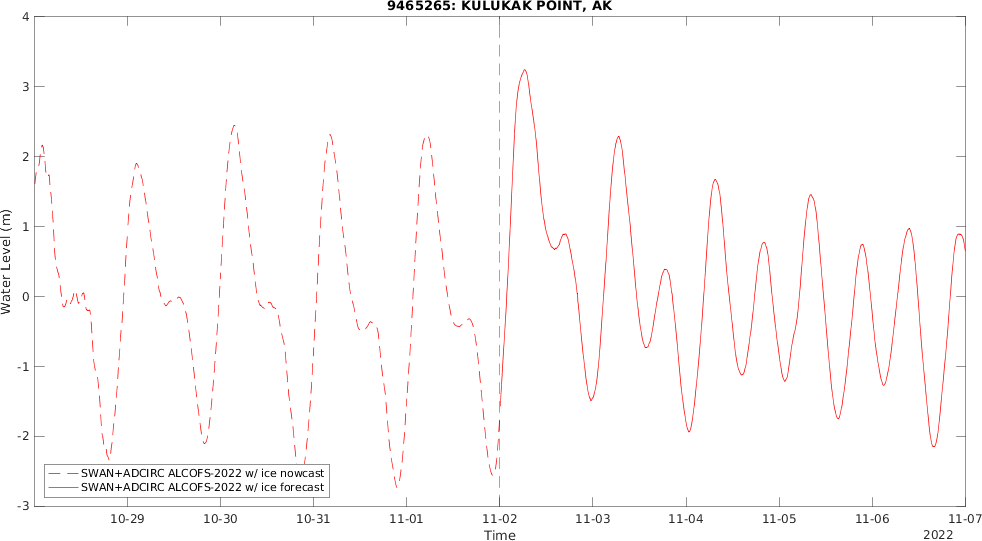 9465265: KULUKAK POINT, AK
4
3
2
1
0
-1
-2
-3
Water Level (m)
SWAN+ADCIRC ALCOFS-2022 w/ ice nowcast
SWAN+ADCIRC ALCOFS-2022 w/ ice forecast
10-29 10-30 10-31 11-01 11-02 11-03 11-04 11-05 11-06 11-07
Time
2022